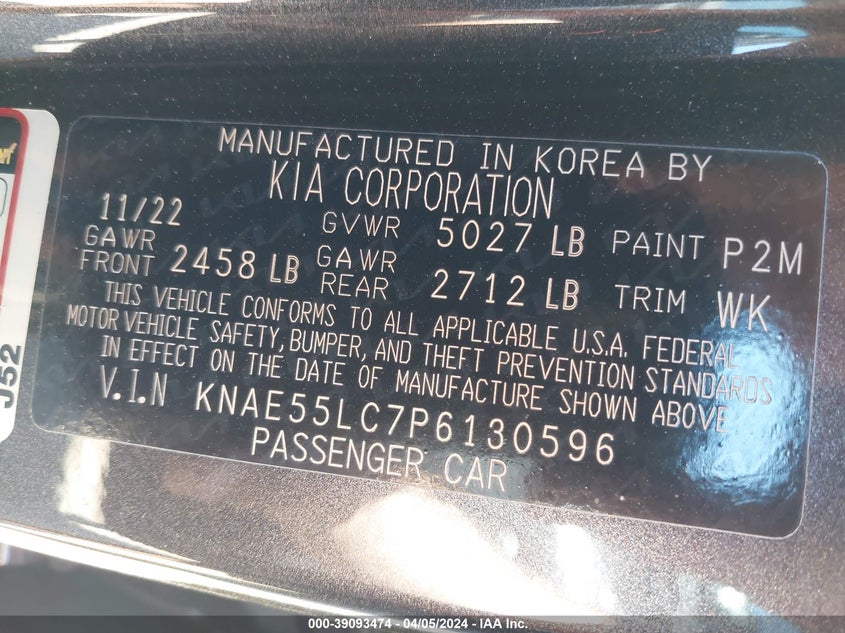 MANUFACTURED IN KOREA BY
KIA CORPORATION
11/22 GVWR 5027 LB PAINT P2M
GAWR FRONT 2458 LB GAWR REAR 2712 LB TRIM WK
THIS VEHICLE CONFORMS TO ALL APPLICABLE U.S.A. FEDERAL
MOTOR VEHICLE SAFETY, BUMPER, AND THEFT PREVENTION STANDARDS
IN EFFECT ON THE DATE OF MANUFACTURE SHOWN ABOVE
V.I.N KNAE55LC7P6130596
PASSENGER CAR
J52
000-39093474 - 04/05/2024 - IAA Inc.